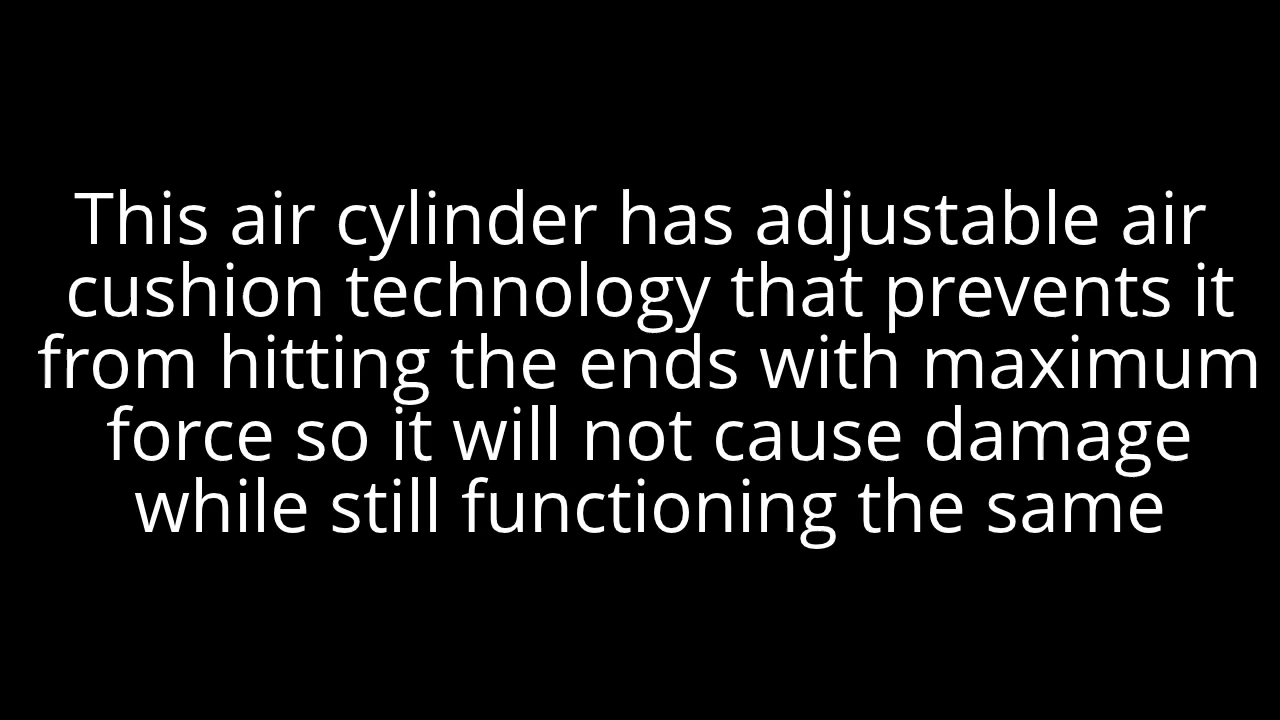 This air cylinder has adjustable air
cushion technology that prevents it
from hitting the ends with maximum
force so it will not cause damage
while still functioning the same